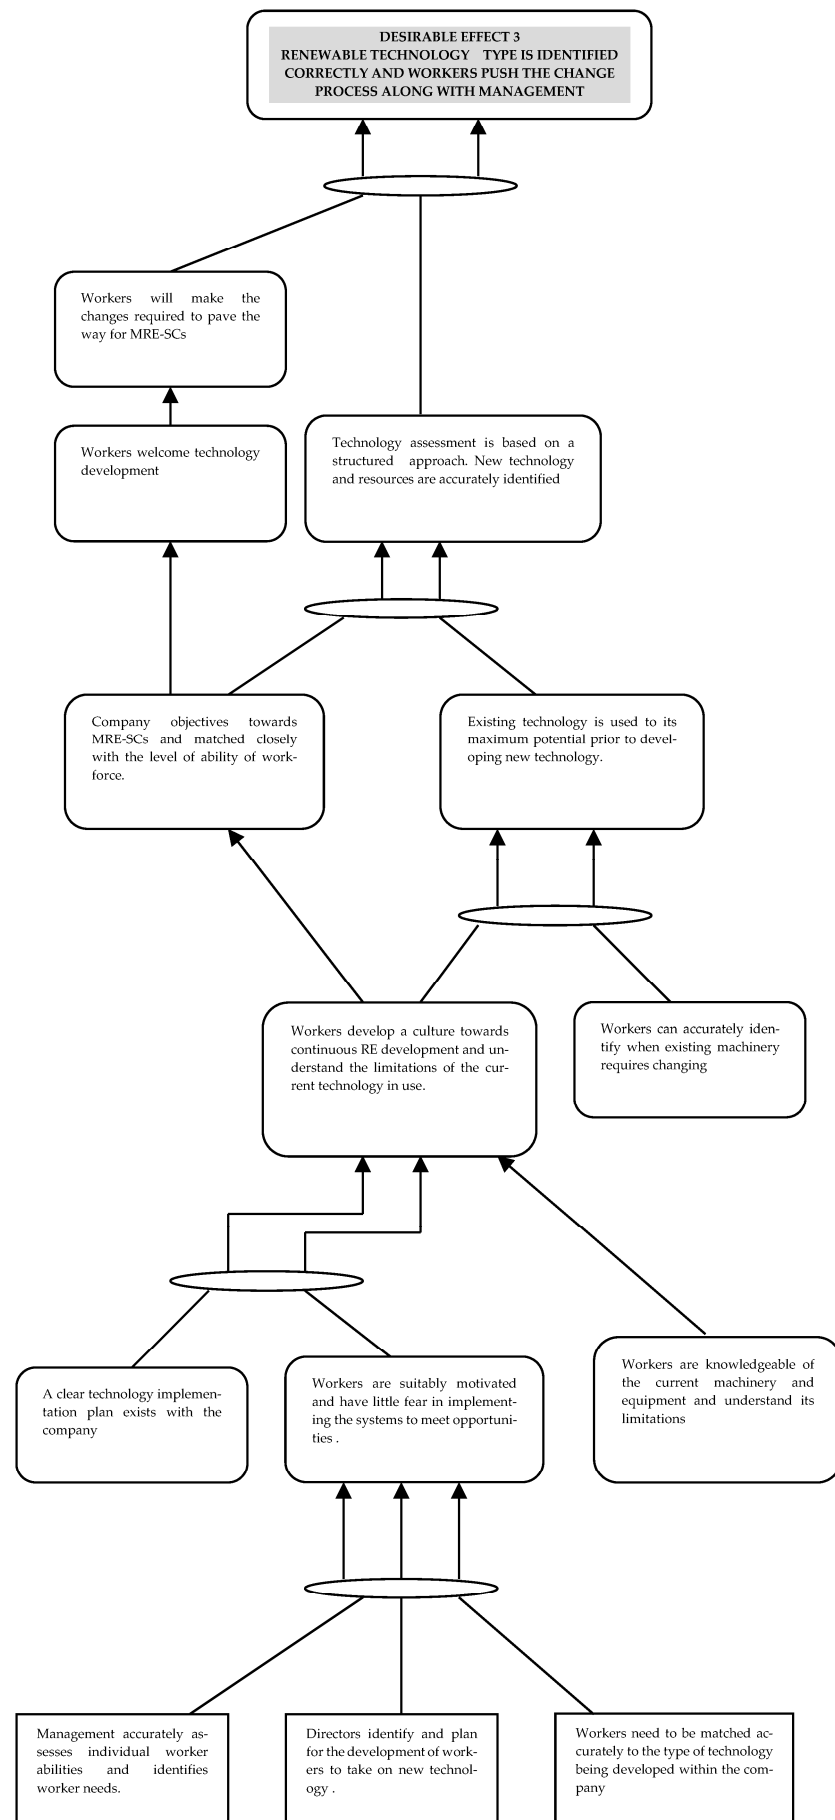 DESIRABLE EFFECT 3
RENEWABLE TECHNOLOGY TYPE IS IDENTIFIED
CORRECTLY AND WORKERS PUSH THE CHANGE
PROCESS ALONG WITH MANAGEMENT
Workers will make the
changes required to pave the
way for MRE-SCs
Workers welcome technology
development
Technology assessment is based on a
structured approach. New technology
and resources are accurately identified
Company objectives towards
MRE-SCs and matched closely
with the level of ability of work-
force.
Existing technology is used to its
maximum potential prior to devel-
oping new technology.
Workers develop a culture towards
continuous RE development and un-
derstand the limitations of the cur-
rent technology in use.
Workers can accurately iden-
tify when existing machinery
requires changing
A clear technology implemen-
tation plan exists with the
company
Workers are suitably motivated
and have little fear in implement-
ing the systems to meet opportuni-
ties .
Workers are knowledgeable of
the current machinery and
equipment and understand its
limitations
Management accurately as-
sesses individual worker
abilities and identifies
worker needs.
Directors identify and plan
for the development of work-
ers to take on new technol-
ogy .
Workers need to be matched ac-
curately to the type of technology
being developed within the com-
pany